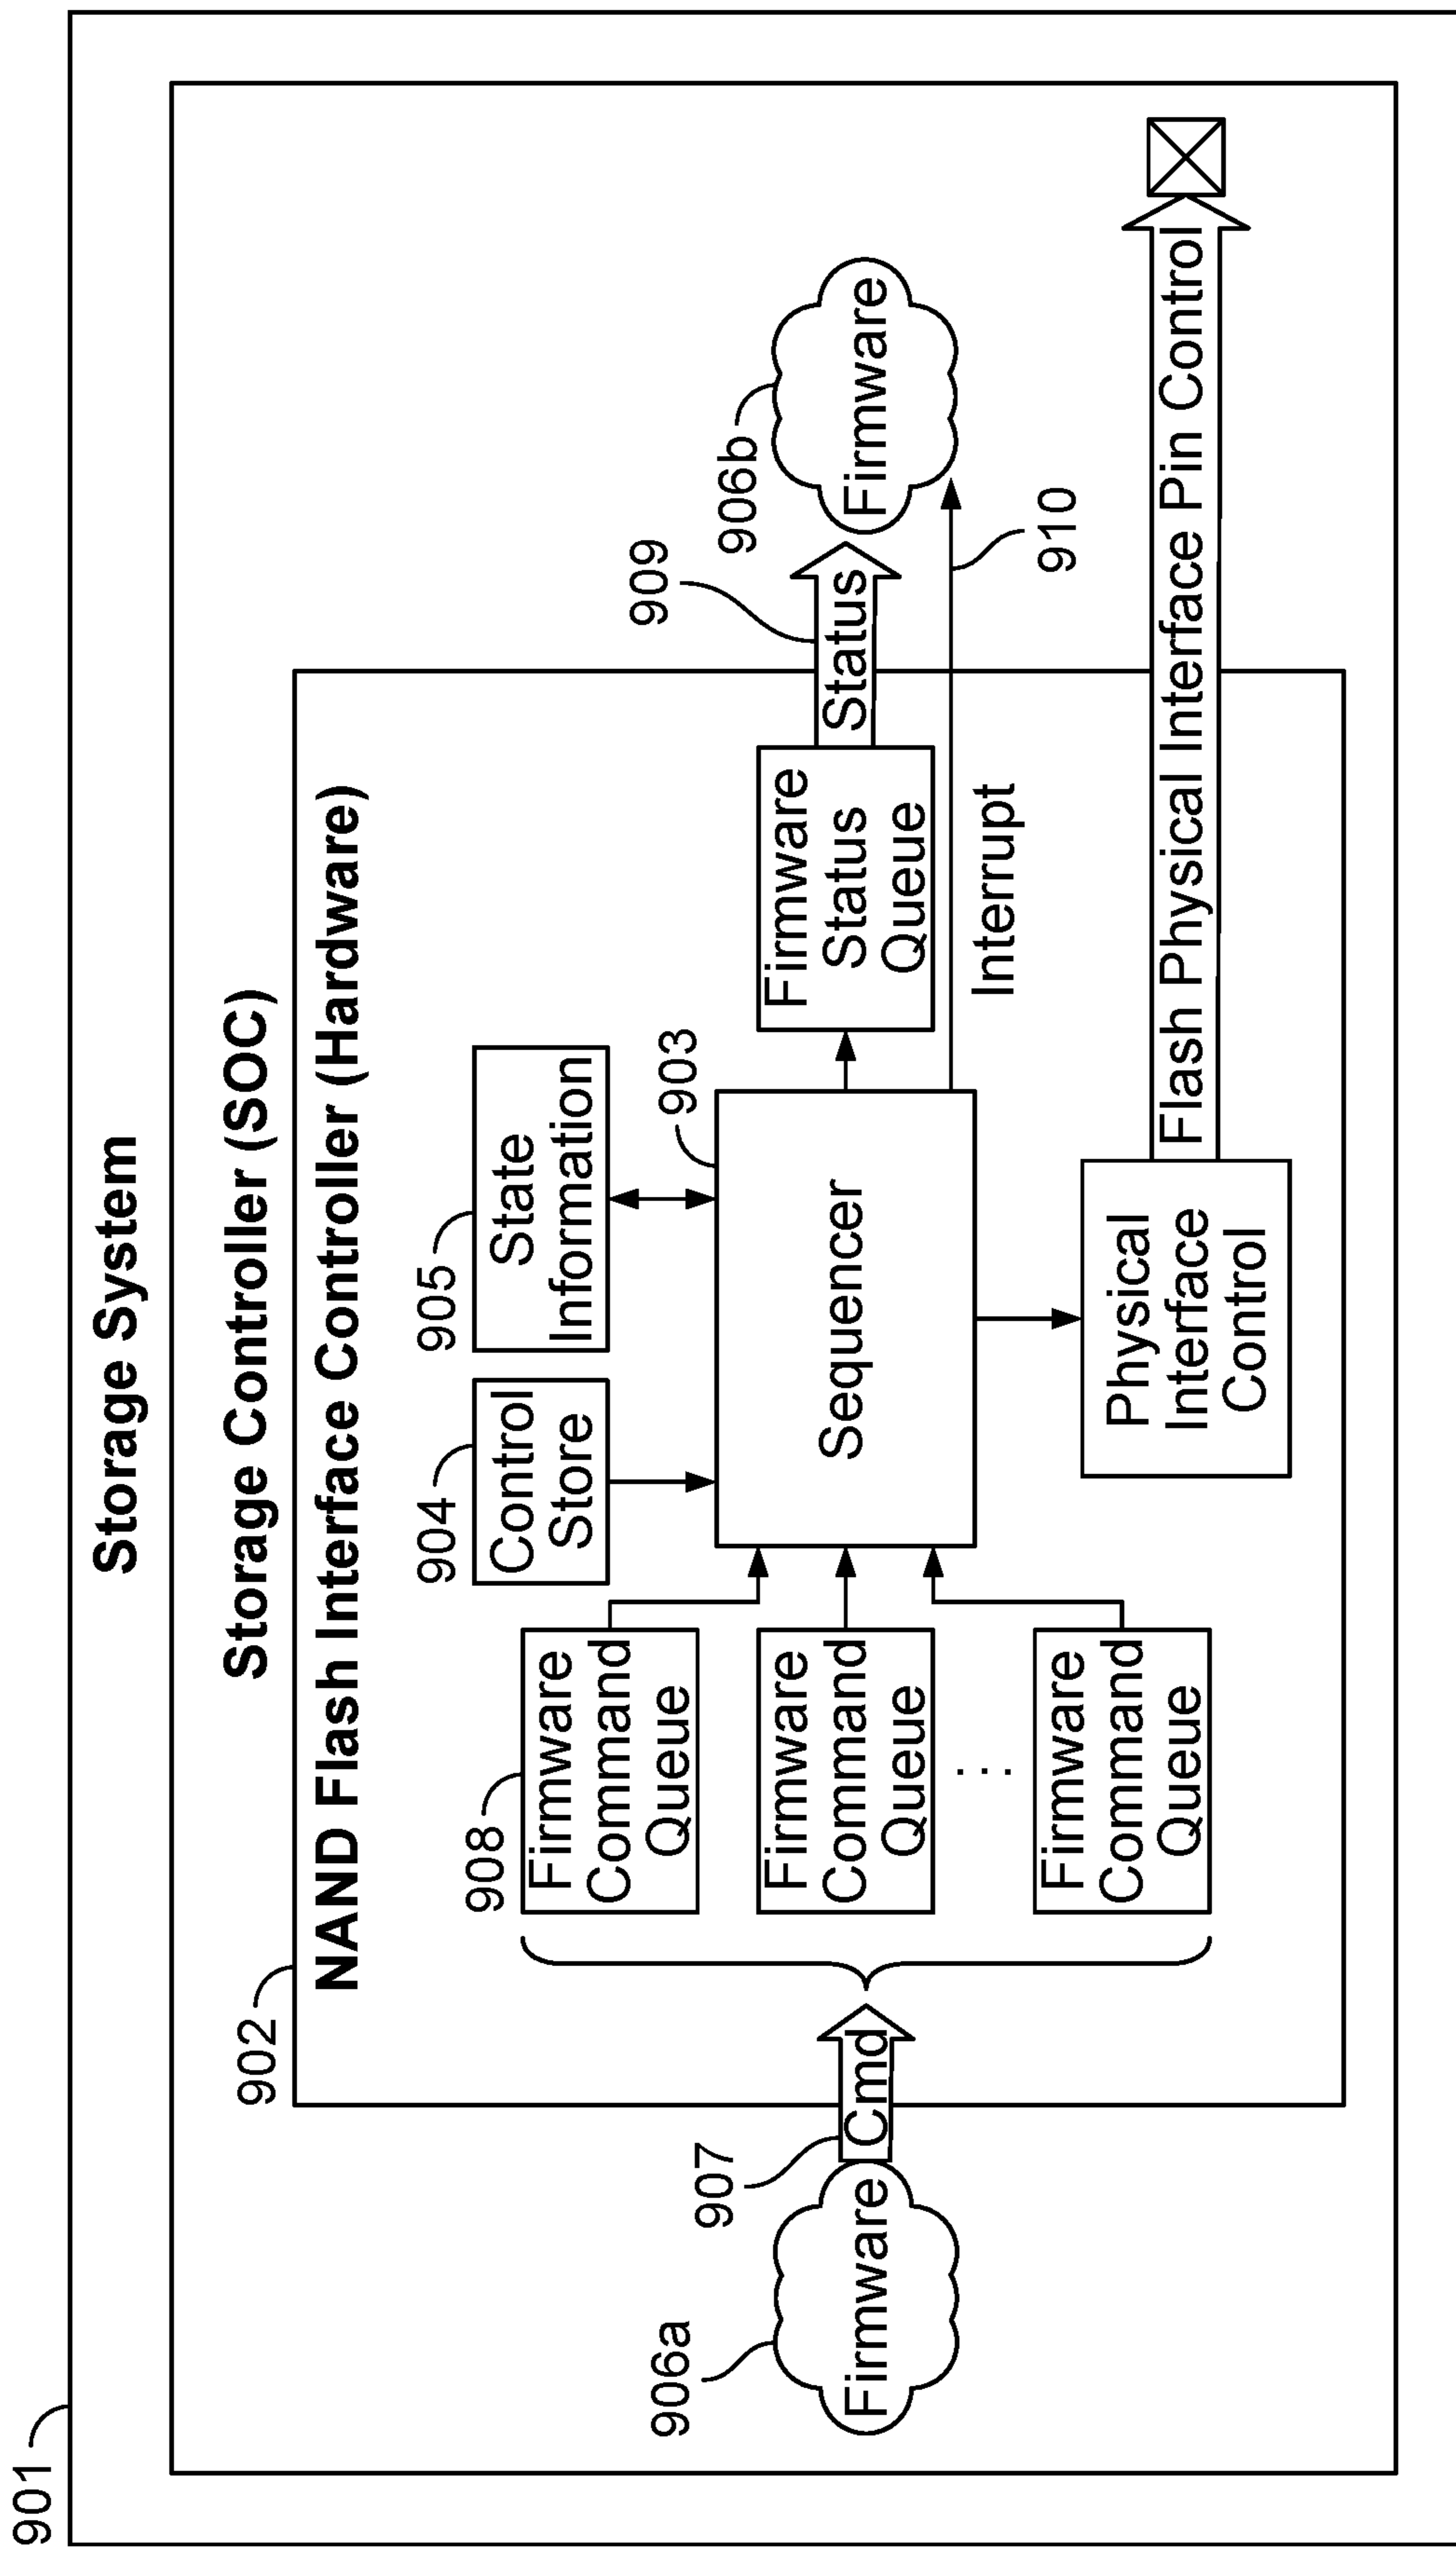 901
Storage System
Storage Controller (SOC)
902
NAND Flash Interface Controller (Hardware)
906a
Firmware
907
Cmd
908
Firmware
Command
Queue
Firmware
Command
Queue
. . .
Firmware
Command
Queue
904
Control
Store
905
State
Information
903
Sequencer
Physical
Interface
Control
Firmware
Status
Queue
Interrupt
909
Status
906b
Firmware
910
Flash Physical Interface Pin Control